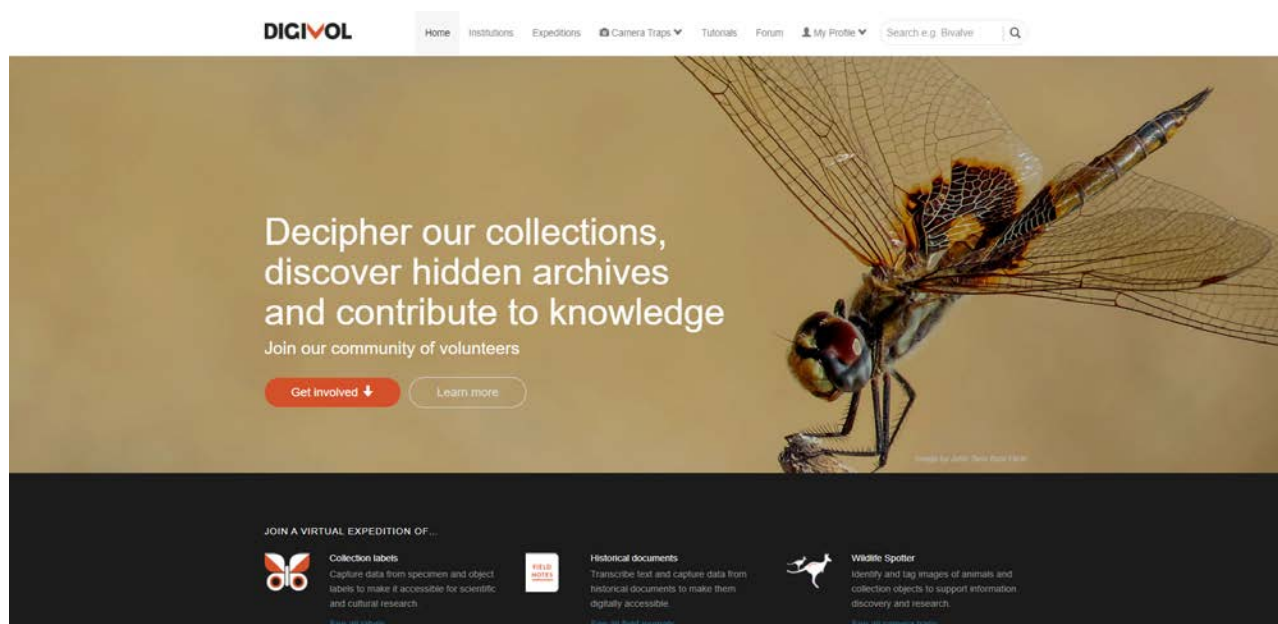 DIGIVOL
Home Institutions Expeditions Camera Traps Tutorials Forum My Profile Search e.g. Bivalve
Decipher our collections,
discover hidden archives
and contribute to knowledge
Join our community of volunteers
Get involved Learn more
JOIN A VIRTUAL EXPEDITION OF...
Collection labels
Capture data from specimen and object
labels to make it accessible for scientific
and cultural research
FIELD
NOTES
Historical documents
Transcribe text and capture data from
historical documents to make them
digitally accessible
Wildlife Spotter
Identify and tag images of animals and
collection objects to support information
discovery and research